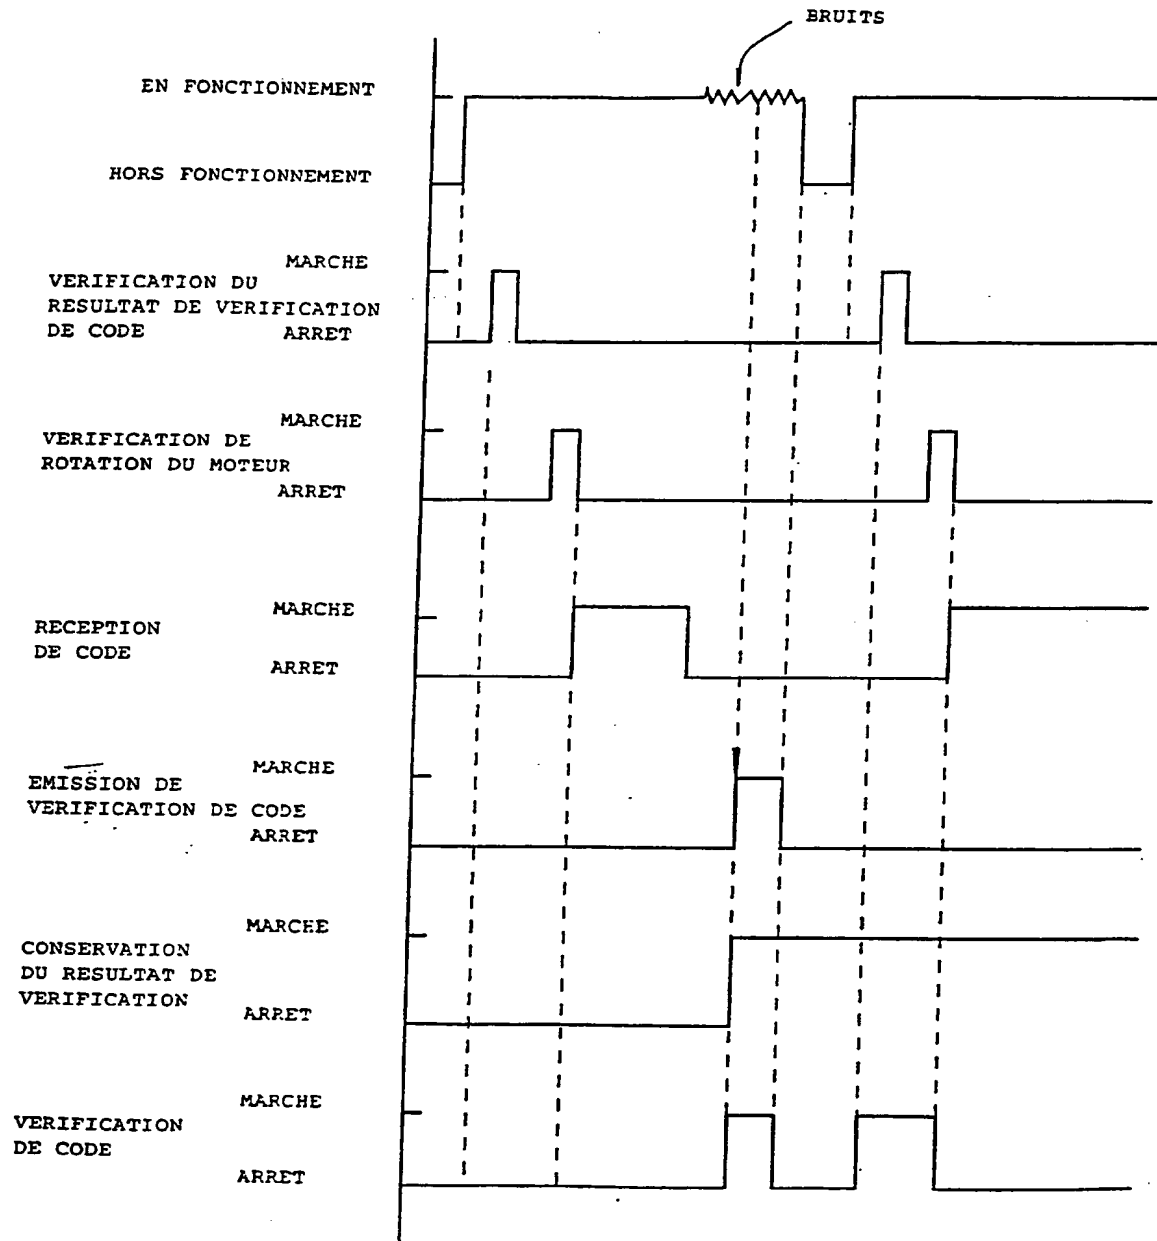 BRUITS
EN FONCTIONNEMENT
HORS FONCTIONNEMENT
MARCHE
VERIFICATION DU
RESULTAT DE VERIFICATION
DE CODE
ARRET
MARCHE
VERIFICATION DE
ROTATION DU MOTEUR
ARRET
MARCHE
RECEPTION
DE CODE
ARRET
MARCHE
EMISSION DE
VERIFICATION DE CODE
ARRET
MARCHE
CONSERVATION
DU RESULTAT DE
VERIFICATION
ARRET
MARCHE
VERIFICATION
DE CODE
ARRET